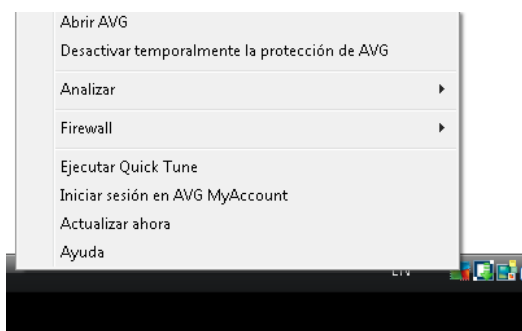 Abrir AVG
Desactivar temporalmente la protección de AVG
Analizar
Firewall
Ejecutar Quick Tune
Iniciar sesión en AVG MyAccount
Actualizar ahora
Ayuda
EN